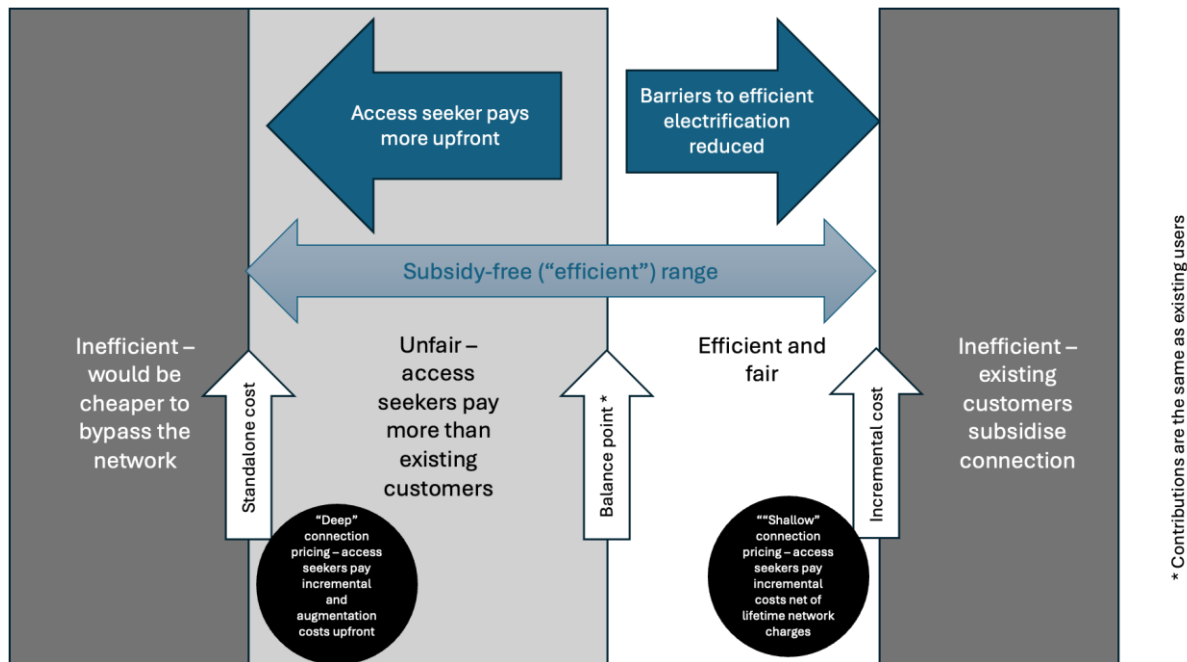 Access seeker pays
more upfront
Barriers to efficient
electrification
reduced
Subsidy-free (“efficient”) range
Inefficient –
would be
cheaper to
bypass the
network
Standalone cost
Unfair –
access
seekers pay
more than
existing
customers
Balance point *
Efficient and
fair
Incremental cost
Inefficient –
existing
customers
subsidise
connection
“Deep”
connection
pricing – access
seekers pay
incremental
and
augmentation
costs upfront
““Shallow”
connection
pricing – access
seekers pay
incremental
costs net of
lifetime network
charges
* Contributions are the same as existing users